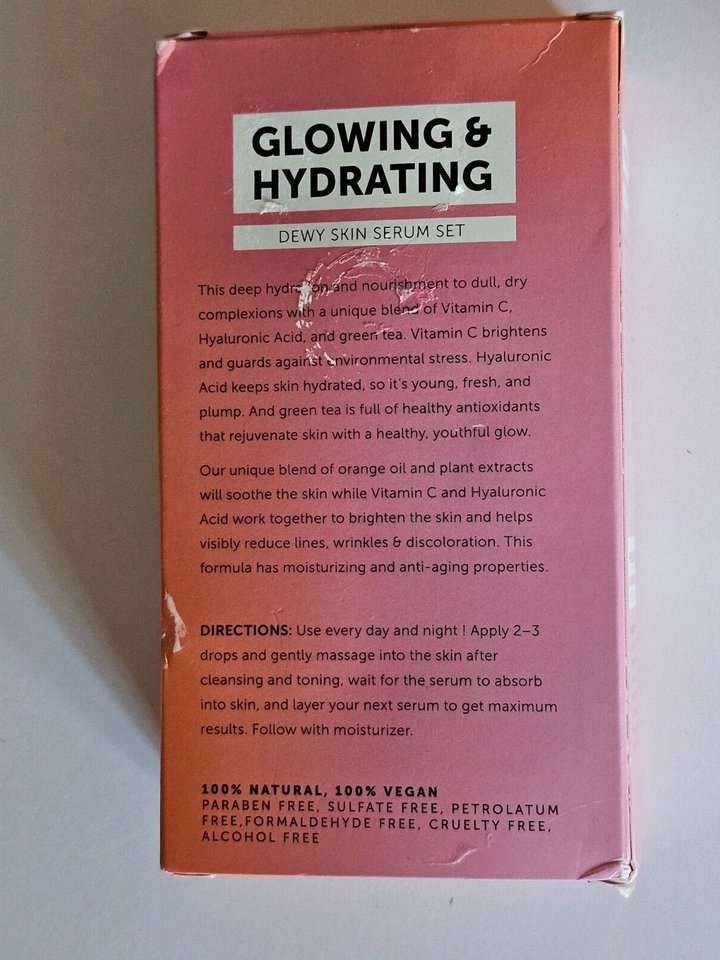 GLOWING &
HYDRATING
DEWY SKIN SERUM SET
This deep hydration and nourishment to dull, dry
complexions with a unique blend of Vitamin C,
Hyaluronic Acid, and green tea. Vitamin C brightens
and guards against environmental stress. Hyaluronic
Acid keeps skin hydrated, so it's young, fresh, and
plump. And green tea is full of healthy antioxidants
that rejuvenate skin with a healthy, youthful glow.
Our unique blend of orange oil and plant extracts
will soothe the skin while Vitamin C and Hyaluronic
Acid work together to brighten the skin and helps
visibly reduce lines, wrinkles & discoloration. This
formula has moisturizing and anti-aging properties.
DIRECTIONS: Use every day and night ! Apply 2–3
drops and gently massage into the skin after
cleansing and toning, wait for the serum to absorb
into skin, and layer your next serum to get maximum
results. Follow with moisturizer.
100% NATURAL, 100% VEGAN
PARABEN FREE, SULFATE FREE, PETROLATUM
FREE,FORMALDEHYDE FREE, CRUELTY FREE,
ALCOHOL FREE